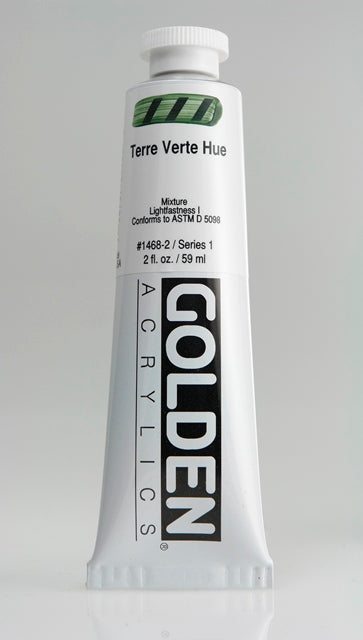 Terre Verte Hue
Mixture
Lightfastness I
Conforms to ASTM D 5098
#1468-2 / Series 1
2 fl. oz. / 59 ml
GOLDEN
ACRYLICS
®